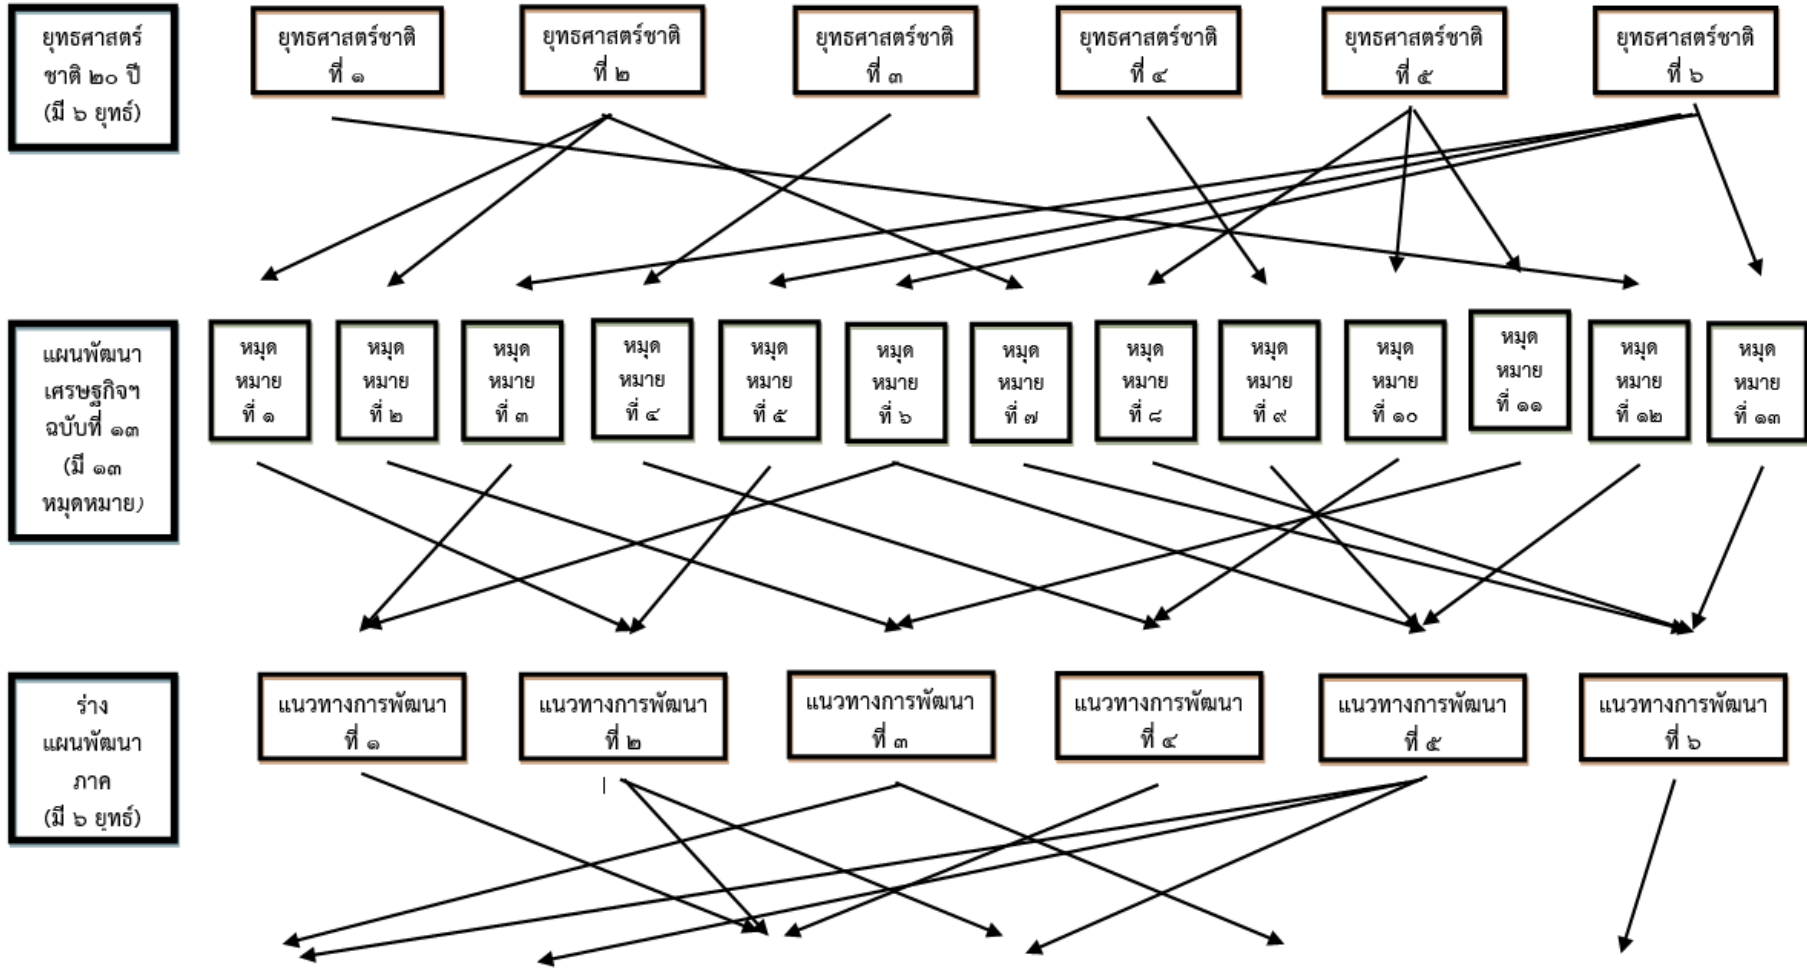 ยุทธศาสตร์
ชาติ ๒๐ ปี
(มี ๖ ยุทธ์)
ยุทธศาสตร์ชาติ
ที่ ๑
ยุทธศาสตร์ชาติ
ที่ ๒
ยุทธศาสตร์ชาติ
ที่ ๓
ยุทธศาสตร์ชาติ
ที่ ๔
ยุทธศาสตร์ชาติ
ที่ ๕
ยุทธศาสตร์ชาติ
ที่ ๖
แผนพัฒนา
เศรษฐกิจฯ
ฉบับที่ ๑๓
(มี ๑๓
หมุดหมาย)
หมุด
หมาย
ที่ ๑
หมุด
หมาย
ที่ ๒
หมุด
หมาย
ที่ ๓
หมุด
หมาย
ที่ ๔
หมุด
หมาย
ที่ ๕
หมุด
หมาย
ที่ ๖
หมุด
หมาย
ที่ ๗
หมุด
หมาย
ที่ ๘
หมุด
หมาย
ที่ ๙
หมุด
หมาย
ที่ ๑๐
หมุด
หมาย
ที่ ๑๑
หมุด
หมาย
ที่ ๑๒
หมุด
หมาย
ที่ ๑๓
ร่าง
แผนพัฒนา
ภาค
(มี ๖ ยุทธ์)
แนวทางการพัฒนา
ที่ ๑
แนวทางการพัฒนา
ที่ ๒
แนวทางการพัฒนา
ที่ ๓
แนวทางการพัฒนา
ที่ ๔
แนวทางการพัฒนา
ที่ ๕
แนวทางการพัฒนา
ที่ ๖